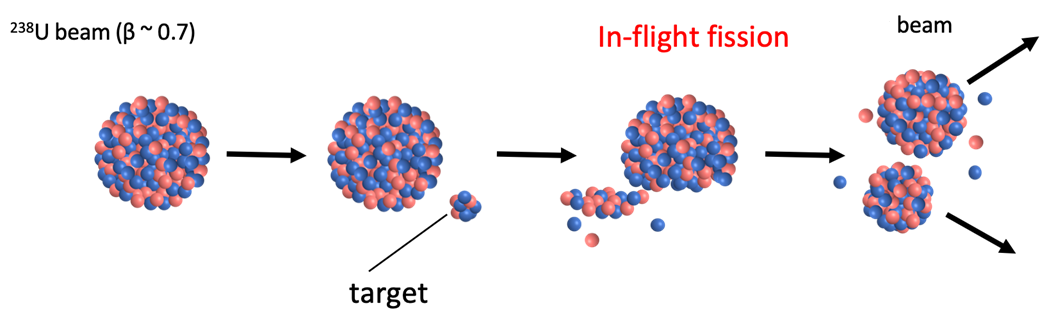 ²³⁸U beam (β ~ 0.7)
In-flight fission
beam
target